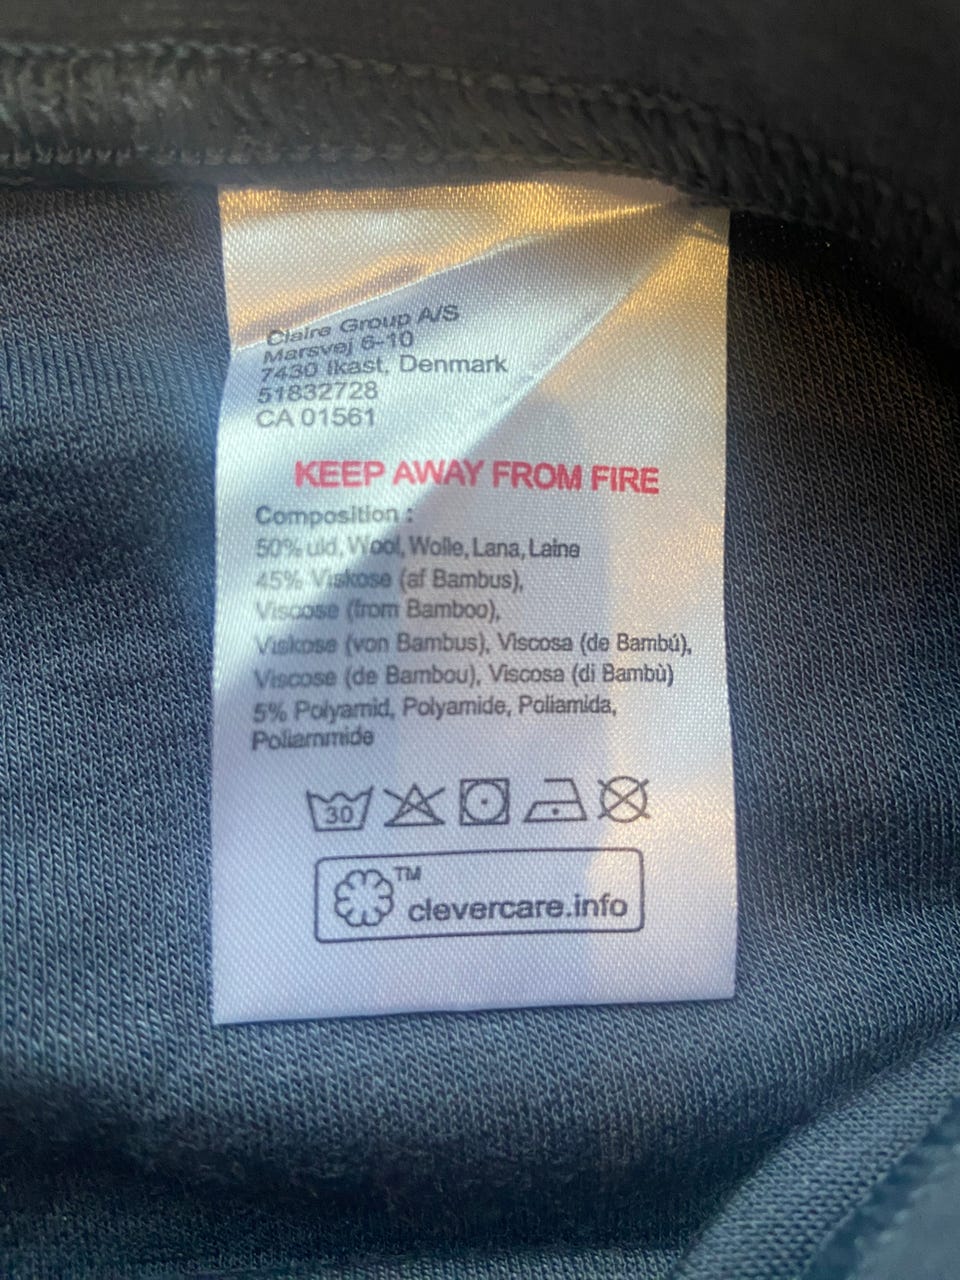 Claire Group A/S
Marsvej 6-10
7430 Ikast, Denmark
51832728
CA 01561
KEEP AWAY FROM FIRE
Composition :
50% uld, Wool, Wolle, Lana, Laine
45% Viskose (af Bambus),
Viscose (from Bamboo),
Viskose (von Bambus), Viscosa (de Bambú),
Viscose (de Bambou), Viscosa (di Bambù)
5% Polyamid, Polyamide, Poliamida,
Poliammide
30
TM
clevercare.info